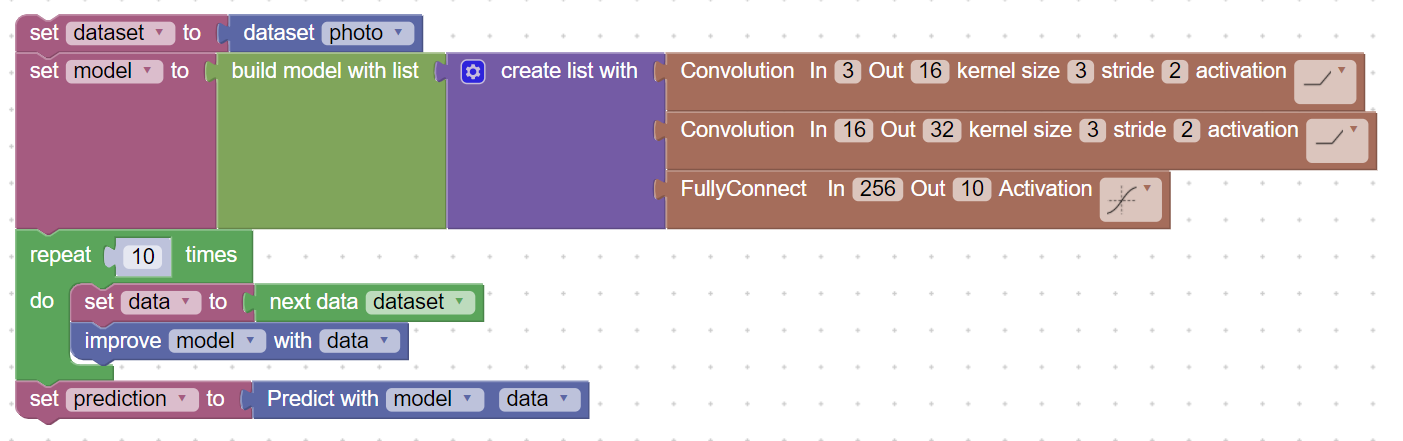 set dataset to dataset photo
set model to build model with list create list with Convolution In 3 Out 16 kernel size 3 stride 2 activation
Convolution In 16 Out 32 kernel size 3 stride 2 activation
FullyConnect In 256 Out 10 Activation
repeat 10 times
do set data to next data dataset
improve model with data
set prediction to Predict with model data